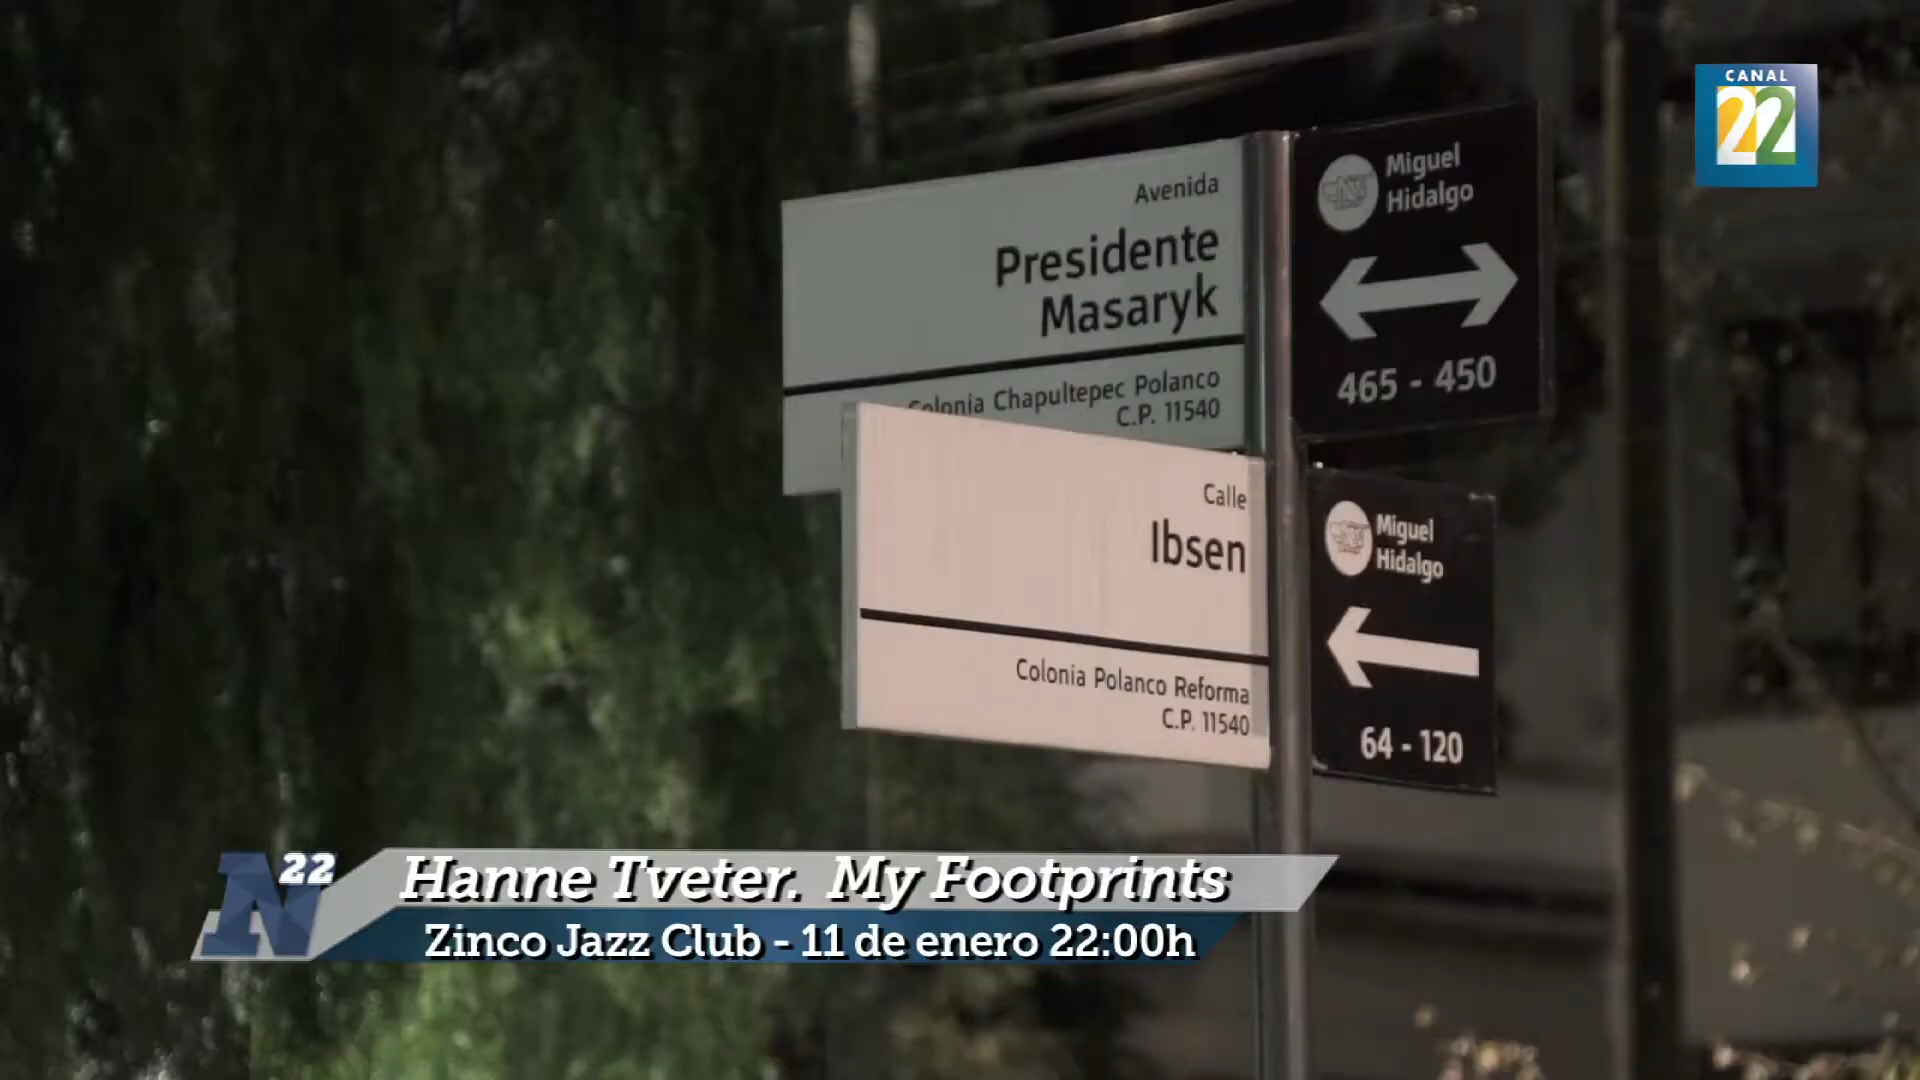 CANAL
22
Avenida
Presidente
Masaryk
Colonia Chapultepec Polanco
C.P. 11540
Miguel
Hidalgo
465 - 450
Calle
Ibsen
Colonia Polanco Reforma
C.P. 11540
Miguel
Hidalgo
64 - 120
N22
Hanne Tveter. My Footprints
Zinco Jazz Club - 11 de enero 22:00h